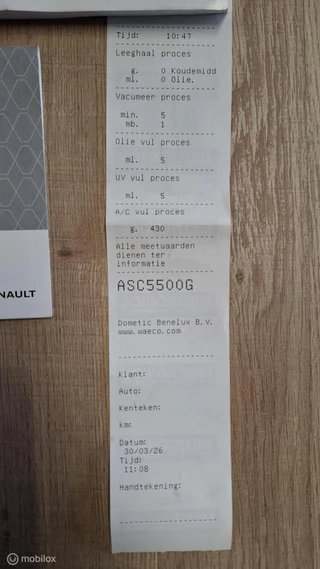 Tijd: 10:47
Leeghaal proces
g. 0 Koudemidd
ml. 0 Olie.
Vacumeer proces
min. 5
mb. 1
Olie vul proces
ml. 5
UV vul proces
ml. 5
A/C vul proces
g. 430
Alle meetwaarden
dienen ter
informatie
ASC5500G
Dometic Benelux B.V.
www.waeco.com
Klant:
Auto:
Kenteken:
km:
Datum:
30/03/26
Tijd:
11:08
Handtekening:
NAULT
mobilox